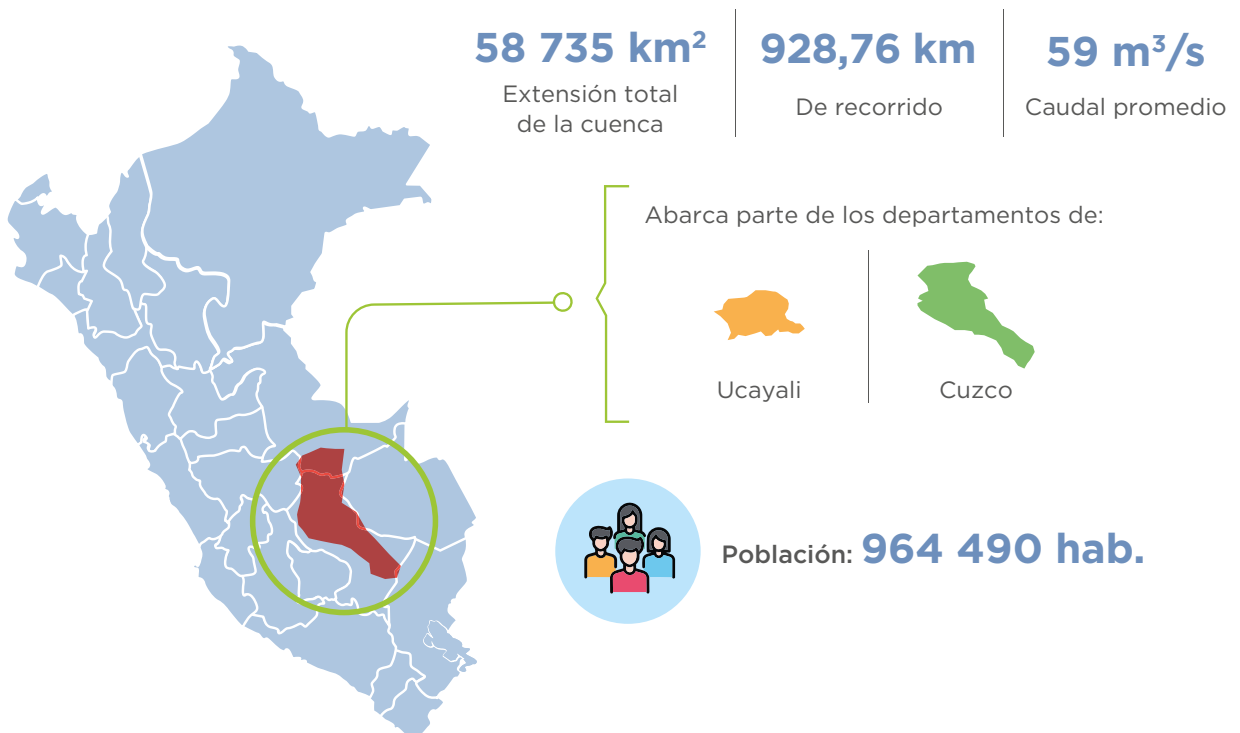 58 735 km²
Extensión total
de la cuenca
928,76 km
De recorrido
59 m³/s
Caudal promedio
Abarca parte de los departamentos de:
Ucayali
Cuzco
Población: 964 490 hab.